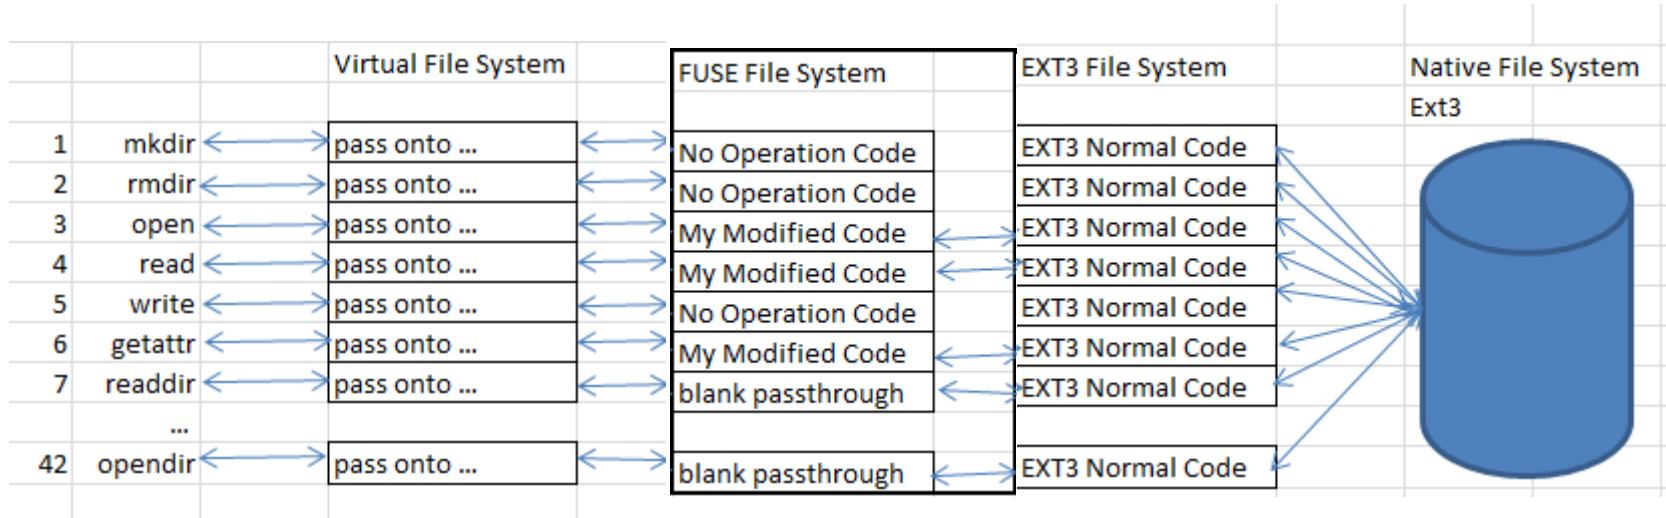 Virtual File System FUSE File System EXT3 File System Native File System
Ext3
1 mkdir pass onto ... No Operation Code EXT3 Normal Code
2 rmdir pass onto ... No Operation Code EXT3 Normal Code
3 open pass onto ... My Modified Code EXT3 Normal Code
4 read pass onto ... My Modified Code EXT3 Normal Code
5 write pass onto ... No Operation Code EXT3 Normal Code
6 getattr pass onto ... My Modified Code EXT3 Normal Code
7 readdir pass onto ... blank passthrough EXT3 Normal Code
...
42 opendir pass onto ... blank passthrough EXT3 Normal Code